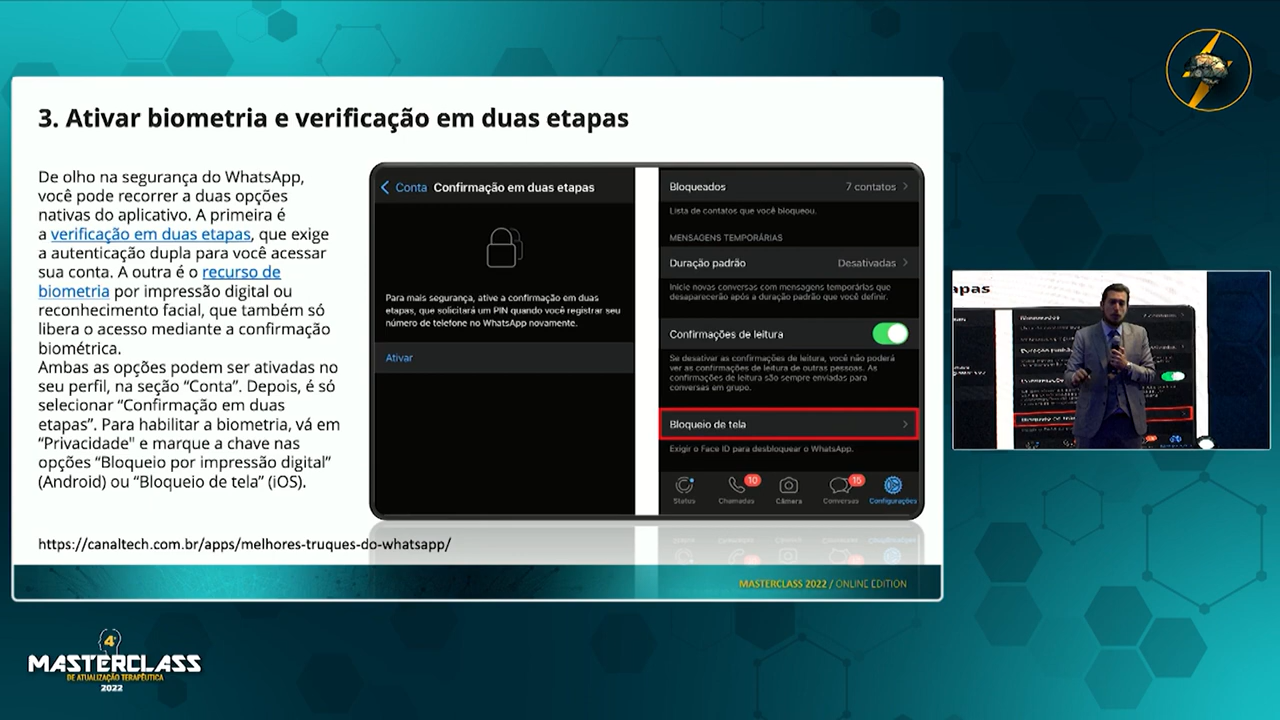 3. Ativar biometria e verificação em duas etapas
De olho na segurança do WhatsApp,
você pode recorrer a duas opções
nativas do aplicativo. A primeira é
a verificação em duas etapas, que exige
a autenticação dupla para você acessar
sua conta. A outra é o recurso de
biometria por impressão digital ou
reconhecimento facial, que também só
libera o acesso mediante a confirmação
biométrica.
Ambas as opções podem ser ativadas no
seu perfil, na seção “Conta”. Depois, é só
selecionar “Confirmação em duas
etapas”. Para habilitar a biometria, vá em
“Privacidade" e marque a chave nas
opções “Bloqueio por impressão digital”
(Android) ou “Bloqueio de tela” (iOS).
https://canaltech.com.br/apps/melhores-truques-do-whatsapp/
Conta Confirmação em duas etapas
Para mais segurança, ative a confirmação em duas
etapas, que solicitará um PIN quando você registrar seu
número de telefone no WhatsApp novamente.
Ativar
Bloqueados 7 contatos
Lista de contatos que você bloqueou.
MENSAGENS TEMPORÁRIAS
Duração padrão Desativadas
Inicie novas conversas com mensagens temporárias que
desaparecerão após a duração padrão que você definir.
Confirmações de leitura
Se desativar as confirmações de leitura, você não poderá
ver as confirmações de leitura de outras pessoas. As
confirmações de leitura são sempre enviadas para
conversas em grupo.
Bloqueio de tela
Exigir o Face ID para desbloquear o WhatsApp.
10 15
Status Chamadas Câmera Conversas Configurações
MASTERCLASS 2022 / ONLINE EDITION
apas
4ª
MASTERCLASS
DE ATUALIZAÇÃO TERAPÊUTICA
2022